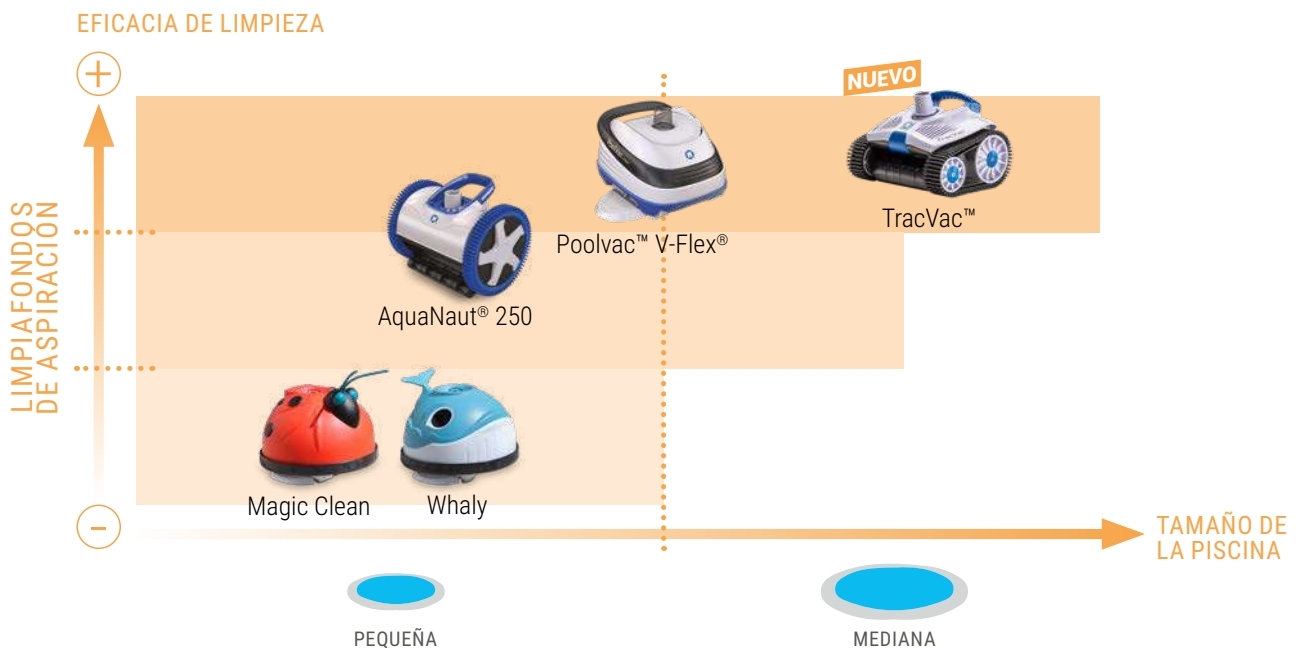 EFICACIA DE LIMPIEZA
+
NUEVO
TracVac™
Poolvac™ V-Flex®
AquaNaut® 250
LIMPIAFONDOS
DE ASPIRACIÓN
Magic Clean
Whaly
-
TAMAÑO DE
LA PISCINA
PEQUEÑA
MEDIANA